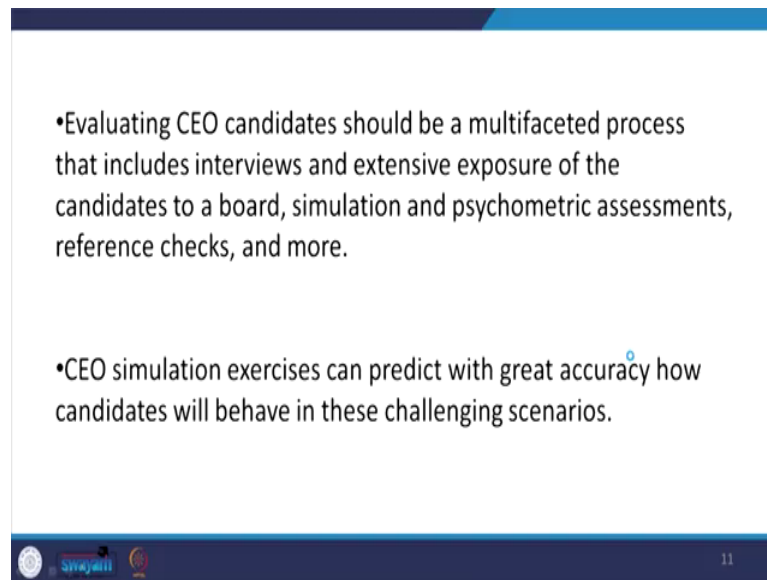 •Evaluating CEO candidates should be a multifaceted process
that includes interviews and extensive exposure of the
candidates to a board, simulation and psychometric assessments,
reference checks, and more.
•CEO simulation exercises can predict with great accuracy how
candidates will behave in these challenging scenarios.
swayam
11